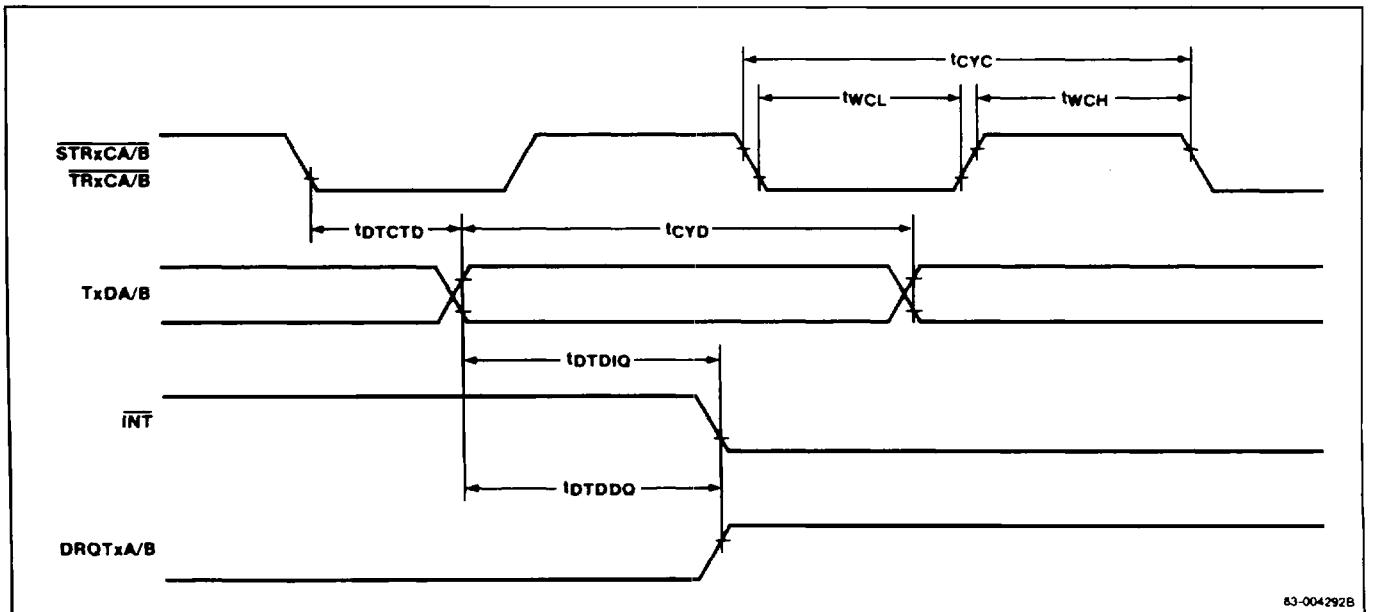 tCYC
tWCL
tWCH
STRxCA/B
TRxCA/B
tDTCTD
tCYD
TxDA/B
tDTDIQ
INT
tDTDDQ
DRQTxA/B
83-004292B